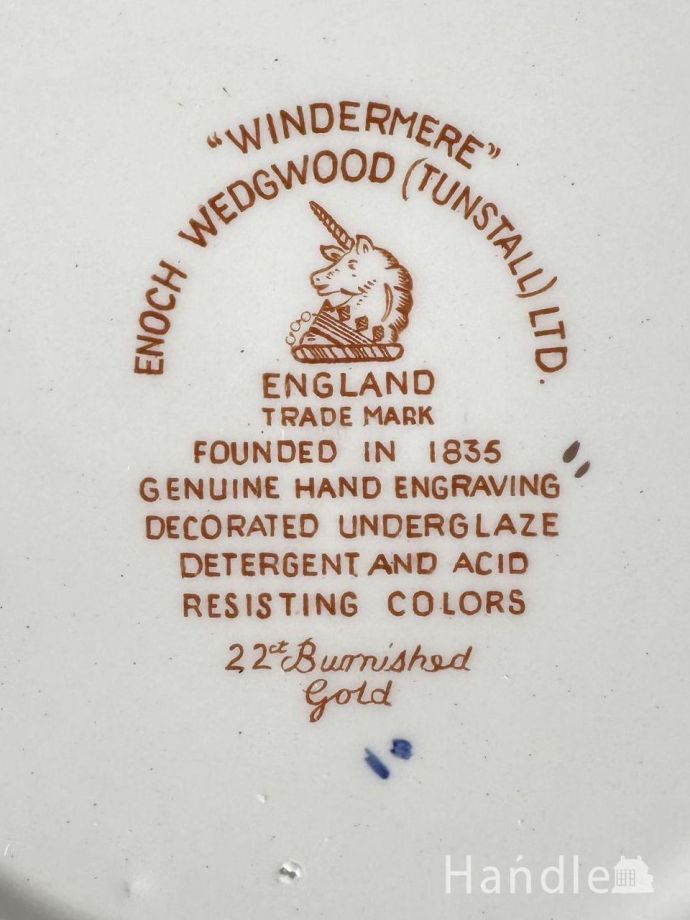 "WINDERMERE"
ENOCH WEDGWOOD (TUNSTALL) LTD.
ENGLAND
TRADE MARK
FOUNDED IN 1835
GENUINE HAND ENGRAVING
DECORATED UNDERGLAZE
DETERGENT AND ACID
RESISTING COLORS
22ct Burnished
Gold
Handle